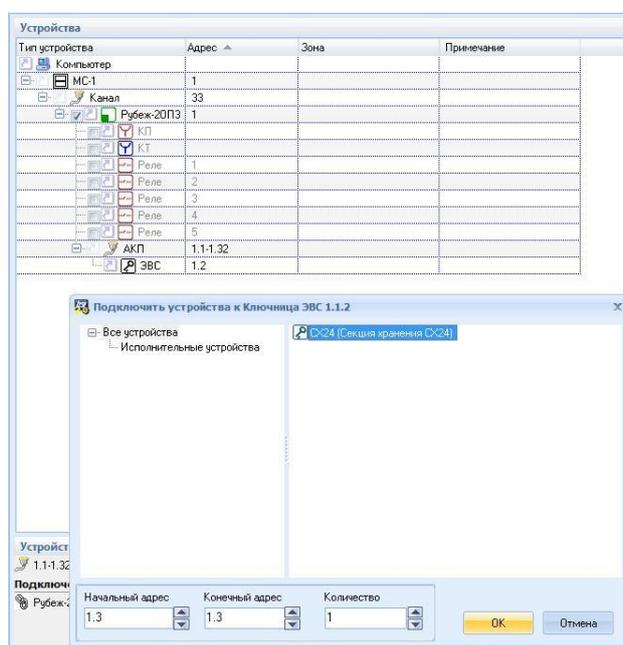 Устройства
Тип устройства Адрес Зона Примечание
Компьютер
МС-1 1
Канал 33
Рубеж-20П3 1
КП
КТ
Реле 1
Реле 2
Реле 3
Реле 4
Реле 5
АКП 1.1-1.32
ЭВС 1.2
Подключить устройства к Ключница ЭВС 1.1.2 X
Все устройства
Исполнительные устройства
СХ24 (Секция хранения СХ24)
Устройст
1.1-1.32
Подключ
Рубеж-2
Начальный адрес Конечный адрес Количество
1.3 1.3 1
OK Отмена